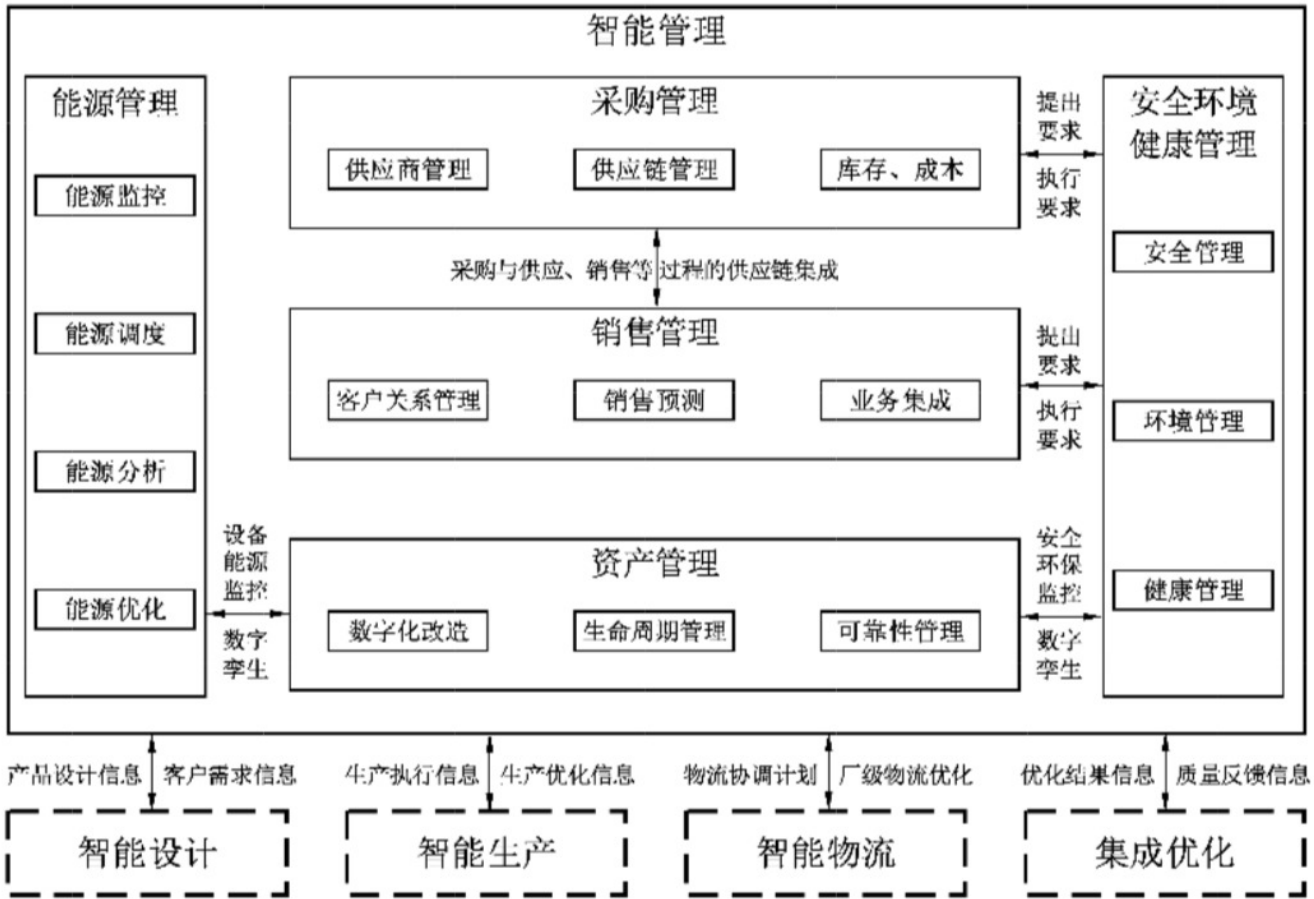 智能管理
能源管理
能源监控
能源调度
能源分析
能源优化
采购管理
供应商管理
供应链管理
库存、成本
采购与供应、销售等过程的供应链集成
销售管理
客户关系管理
销售预测
业务集成
设备
能源
监控
数字
孪生
资产管理
数字化改造
生命周期管理
可靠性管理
提出
要求
执行
要求
提出
要求
执行
要求
安全
环保
监控
数字
孪生
安全环境
健康管理
安全管理
环境管理
健康管理
产品设计信息
客户需求信息
生产执行信息
生产优化信息
物流协调计划
厂级物流优化
优化结果信息
质量反馈信息
智能设计
智能生产
智能物流
集成优化